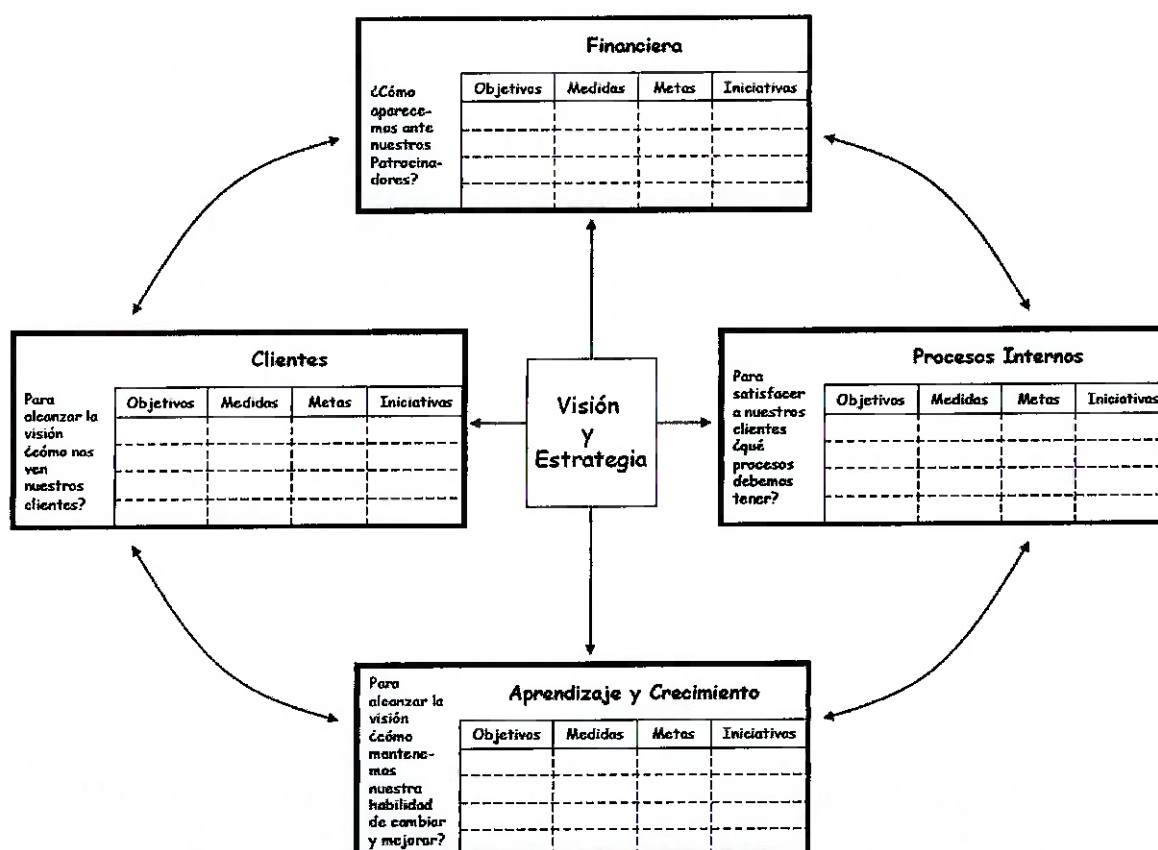 Financiera
¿Cómo
aparece-
mos ante
nuestros
Patrocina-
dores?
Objetivos Medidas Metas Iniciativas
Clientes
Para
alcanzar la
visión
¿cómo nos
ven
nuestros
clientes?
Objetivos Medidas Metas Iniciativas
Visión
y
Estrategia
Procesos Internos
Para
satisfacer
a nuestros
clientes
¿qué
procesos
debemos
tener?
Objetivos Medidas Metas Iniciativas
Aprendizaje y Crecimiento
Para
alcanzar la
visión
¿cómo
mantene-
mos
nuestra
habilidad
de cambiar
y mejorar?
Objetivos Medidas Metas Iniciativas